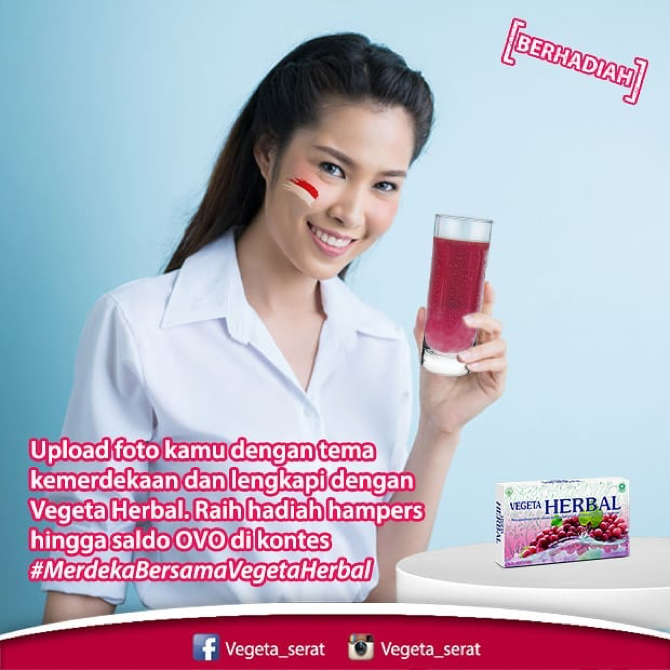 [BERHADIAH]
Upload foto kamu dengan tema
kemerdekaan dan lengkapi dengan
Vegeta Herbal. Raih hadiah hampers
hingga saldo OVO di kontes
#MerdekaBersamaVegetaHerbal
VEGETA HERBAL
HERBAL
Vegeta_serat
Vegeta_serat